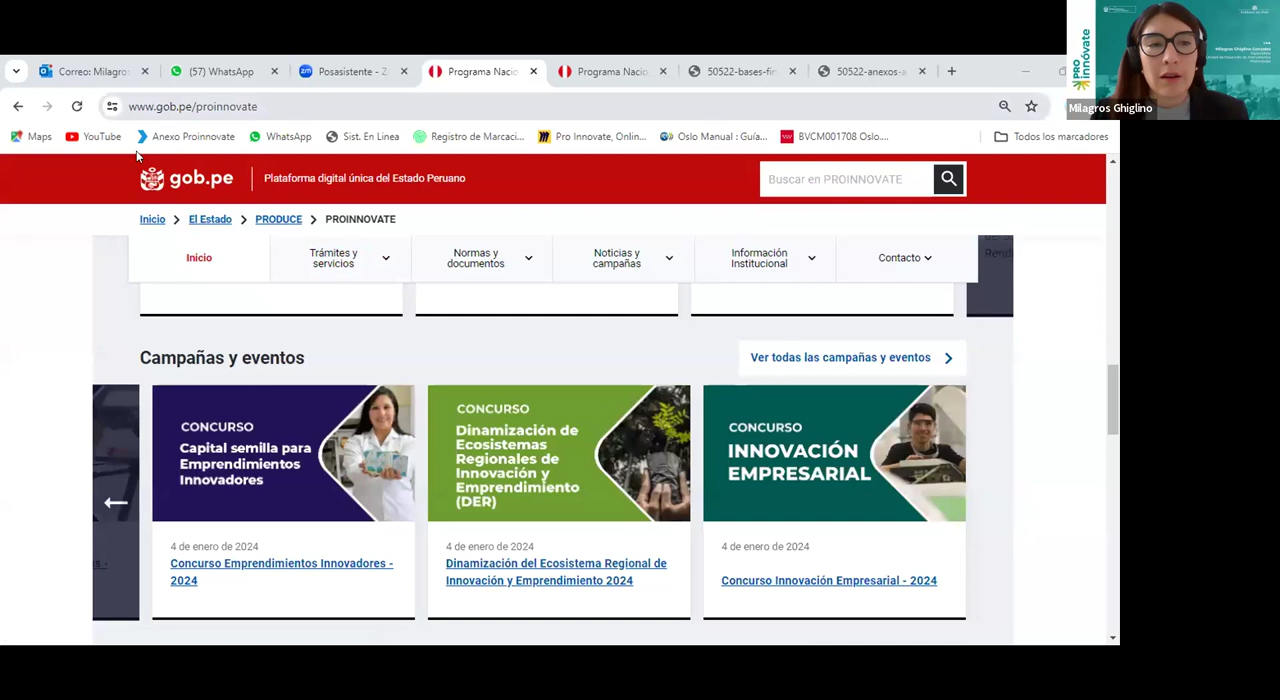 Correo: Milagros
(57) WhatsApp
Posasistente - Z
Programa Nacio
Programa Nacio
50522-bases-fin
50522-anexos-a
www.gob.pe/proinnovate
Maps
YouTube
Anexo Proinnovate
WhatsApp
Sist. En Linea
Registro de Marcaci...
Pro Innovate, Onlin...
Oslo Manual : Guía...
BVCM001708 Oslo....
Todos los marcadores
PRO innóvate
Milagros Ghiglino
gob.pe
Plataforma digital única del Estado Peruano
Buscar en PROINNOVATE
Inicio
El Estado
PRODUCE
PROINNOVATE
Inicio
Trámites y
servicios
Normas y
documentos
Noticias y
campañas
Información
Institucional
Contacto
Campañas y eventos
Ver todas las campañas y eventos
CONCURSO
Capital semilla para
Emprendimientos
Innovadores
4 de enero de 2024
Concurso Emprendimientos Innovadores -
2024
CONCURSO
Dinamización de
Ecosistemas
Regionales de
Innovación y
Emprendimiento
(DER)
4 de enero de 2024
Dinamización del Ecosistema Regional de
Innovación y Emprendimiento 2024
CONCURSO
INNOVACIÓN
EMPRESARIAL
4 de enero de 2024
Concurso Innovación Empresarial - 2024